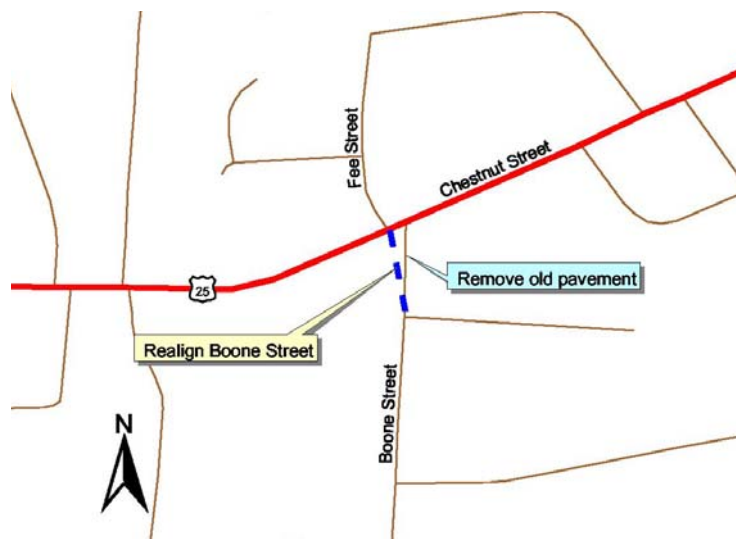 Fee Street
Chestnut Street
Remove old pavement
25
Realign Boone Street
Boone Street
N